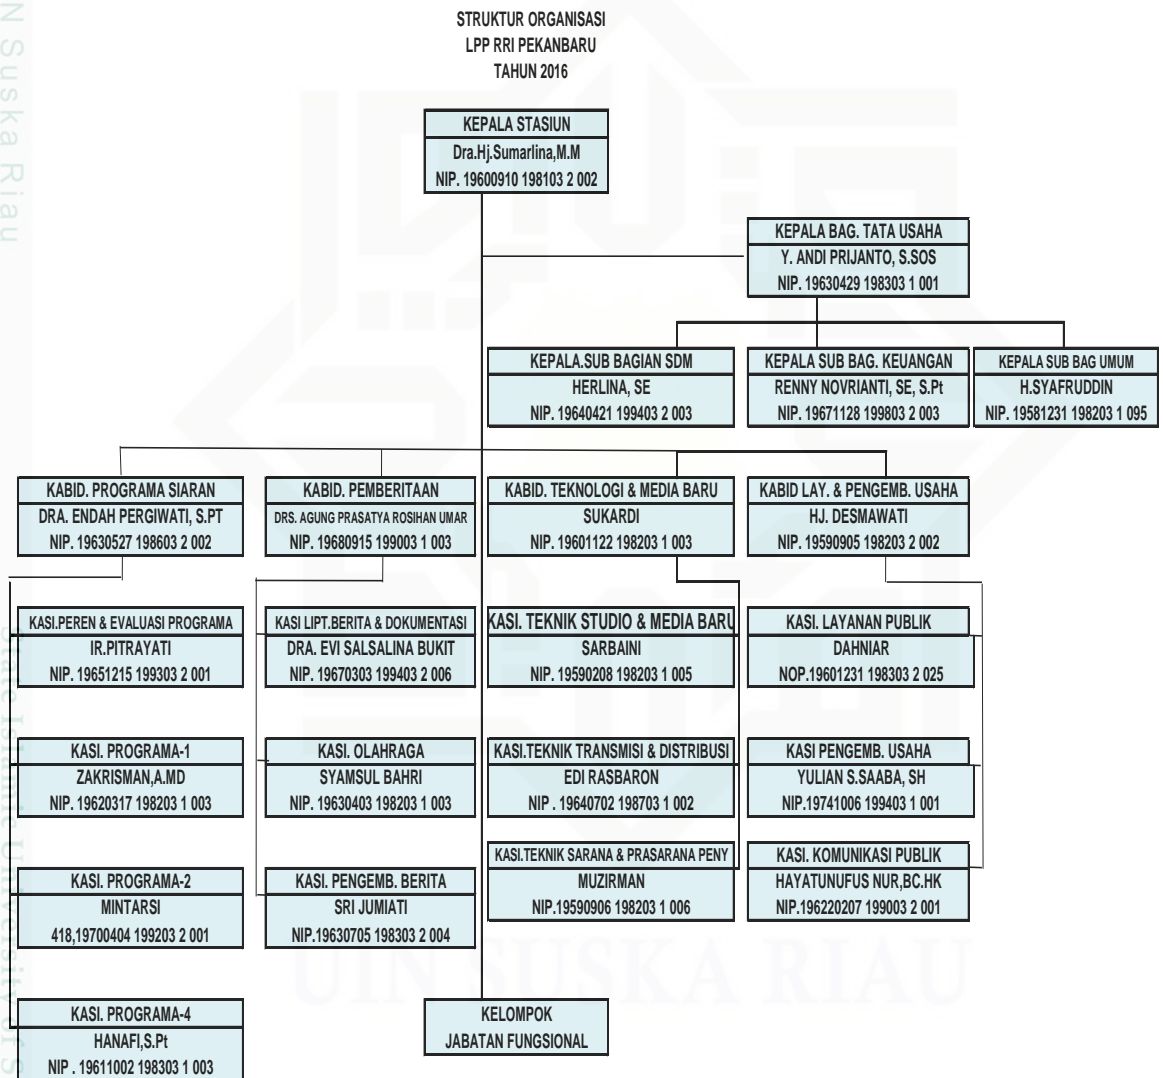 STRUKTUR ORGANISASI
LPP RRI PEKANBARU
TAHUN 2016
KEPALA STASIUN
Dra.Hj.Sumarlina,M.M
NIP. 19600910 198103 2 002
KEPALA BAG. TATA USAHA
Y. ANDI PRIJANTO, S.SOS
NIP. 19630429 198303 1 001
KEPALA.SUB BAGIAN SDM
HERLINA, SE
NIP. 19640421 199403 2 003
KEPALA SUB BAG. KEUANGAN
RENNY NOVRIANTI, SE, S.Pt
NIP. 19671128 199803 2 003
KEPALA SUB BAG UMUM
H.SYAFRUDDIN
NIP. 19581231 198203 1 095
KABID. PROGRAMA SIARAN
DRA. ENDAH PERGIWATI, S.PT
NIP. 19630527 198603 2 002
KABID. PEMBERITAAN
DRS. AGUNG PRASATYA ROSIHAN UMAR
NIP. 19680915 199003 1 003
KABID. TEKNOLOGI & MEDIA BARU
SUKARDI
NIP. 19601122 198203 1 003
KABID LAY. & PENGEMB. USAHA
HJ. DESMAWATI
NIP. 19590905 198203 2 002
KASI.PEREN & EVALUASI PROGRAMA
IR.PITRAYATI
NIP. 19651215 199303 2 001
KASI LIPT.BERITA & DOKUMENTASI
DRA. EVI SALSALINA BUKIT
NIP. 19670303 199403 2 006
KASI. TEKNIK STUDIO & MEDIA BARU
SARBAINI
NIP. 19590208 198203 1 005
KASI. LAYANAN PUBLIK
DAHNIAR
NOP.19601231 198303 2 025
KASI. PROGRAMA-1
ZAKRISMAN,A.MD
NIP. 19620317 198203 1 003
KASI. OLAHRAGA
SYAMSUL BAHRI
NIP. 19630403 198203 1 003
KASI.TEKNIK TRANSMISI & DISTRIBUSI
EDI RASBARON
NIP . 19640702 198703 1 002
KASI PENGEMB. USAHA
YULIAN S.SAABA, SH
NIP.19741006 199403 1 001
KASI. PROGRAMA-2
MINTARSI
418,19700404 199203 2 001
KASI. PENGEMB. BERITA
SRI JUMIATI
NIP.19630705 198303 2 004
KASI.TEKNIK SARANA & PRASARANA PENY
MUZIRMAN
NIP.19590906 198203 1 006
KASI. KOMUNIKASI PUBLIK
HAYATUNUFUS NUR,BC.HK
NIP.196220207 199003 2 001
KASI. PROGRAMA-4
HANAFI,S.Pt
NIP . 19611002 198303 1 003
KELOMPOK
JABATAN FUNGSIONAL
UIN SUSKA RIAU
N Suska Riau
State Islamic University of S